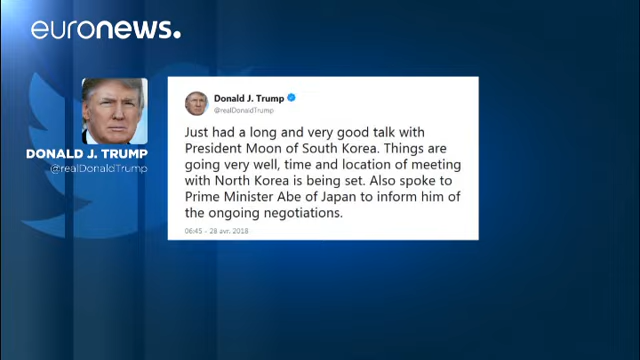 euronews.
DONALD J. TRUMP
@realDonaldTrump
Donald J. Trump
@realDonaldTrump
Just had a long and very good talk with
President Moon of South Korea. Things are
going very well, time and location of meeting
with North Korea is being set. Also spoke to
Prime Minister Abe of Japan to inform him of
the ongoing negotiations.
06:45 - 28 avr. 2018